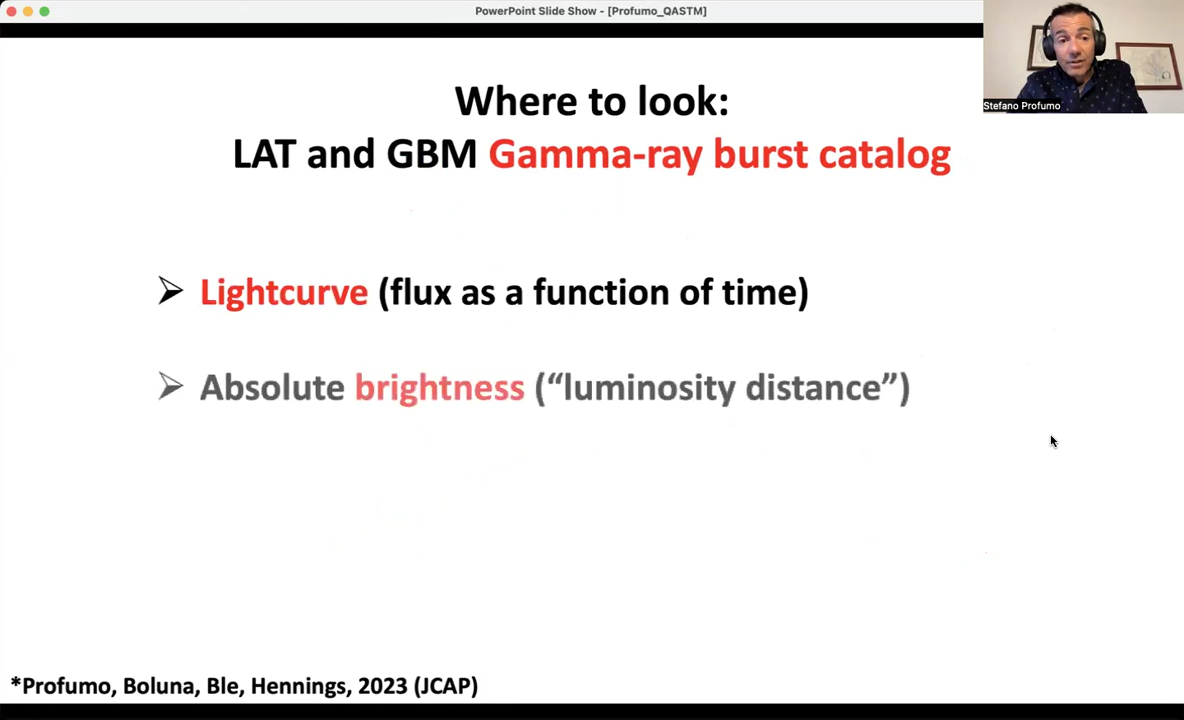 PowerPoint Slide Show - [Profumo_QASTM]
Stefano Profumo
Where to look:
LAT and GBM Gamma-ray burst catalog
➢ Lightcurve (flux as a function of time)
➢ Absolute brightness (“luminosity distance”)
*Profumo, Boluna, Ble, Hennings, 2023 (JCAP)